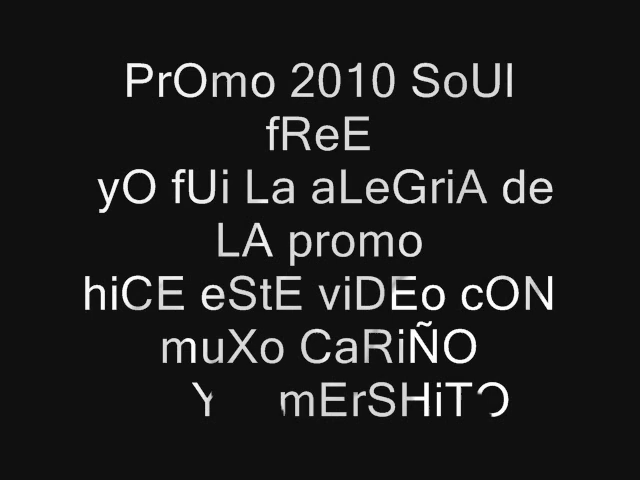 PrOmo 2010 SoUl
fReE
yO fUi La aLeGriA de
LA promo
hiCE eStE viDEo cON
muXo CaRiÑO
Y mErSHiTO